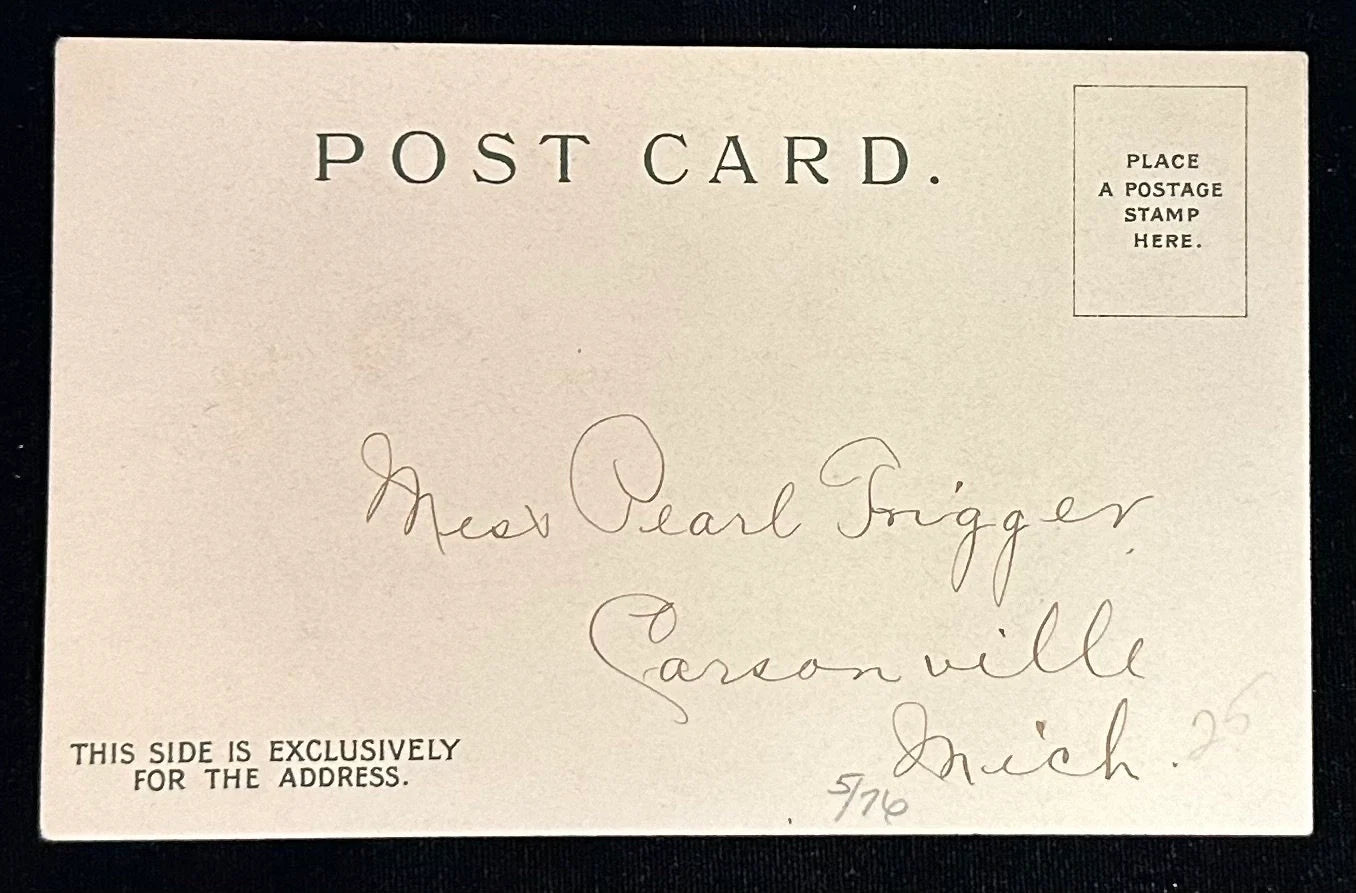 POST CARD.
PLACE
A POSTAGE
STAMP
HERE.
Miss Pearl Trigger
Carsonville
Mich.
25
5/76
THIS SIDE IS EXCLUSIVELY
FOR THE ADDRESS.